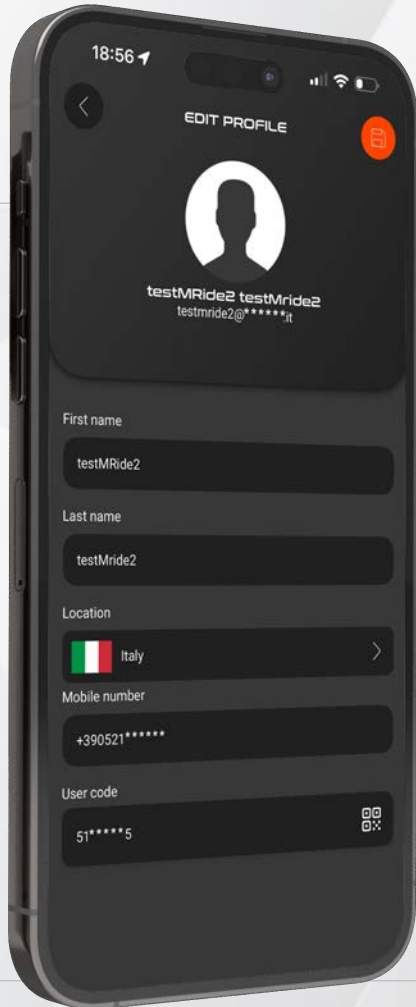 18:56
EDIT PROFILE
testMRide2 testMride2
testmride2@******.it
First name
testMRide2
Last name
testMride2
Location
Italy
Mobile number
+390521******
User code
51*****5